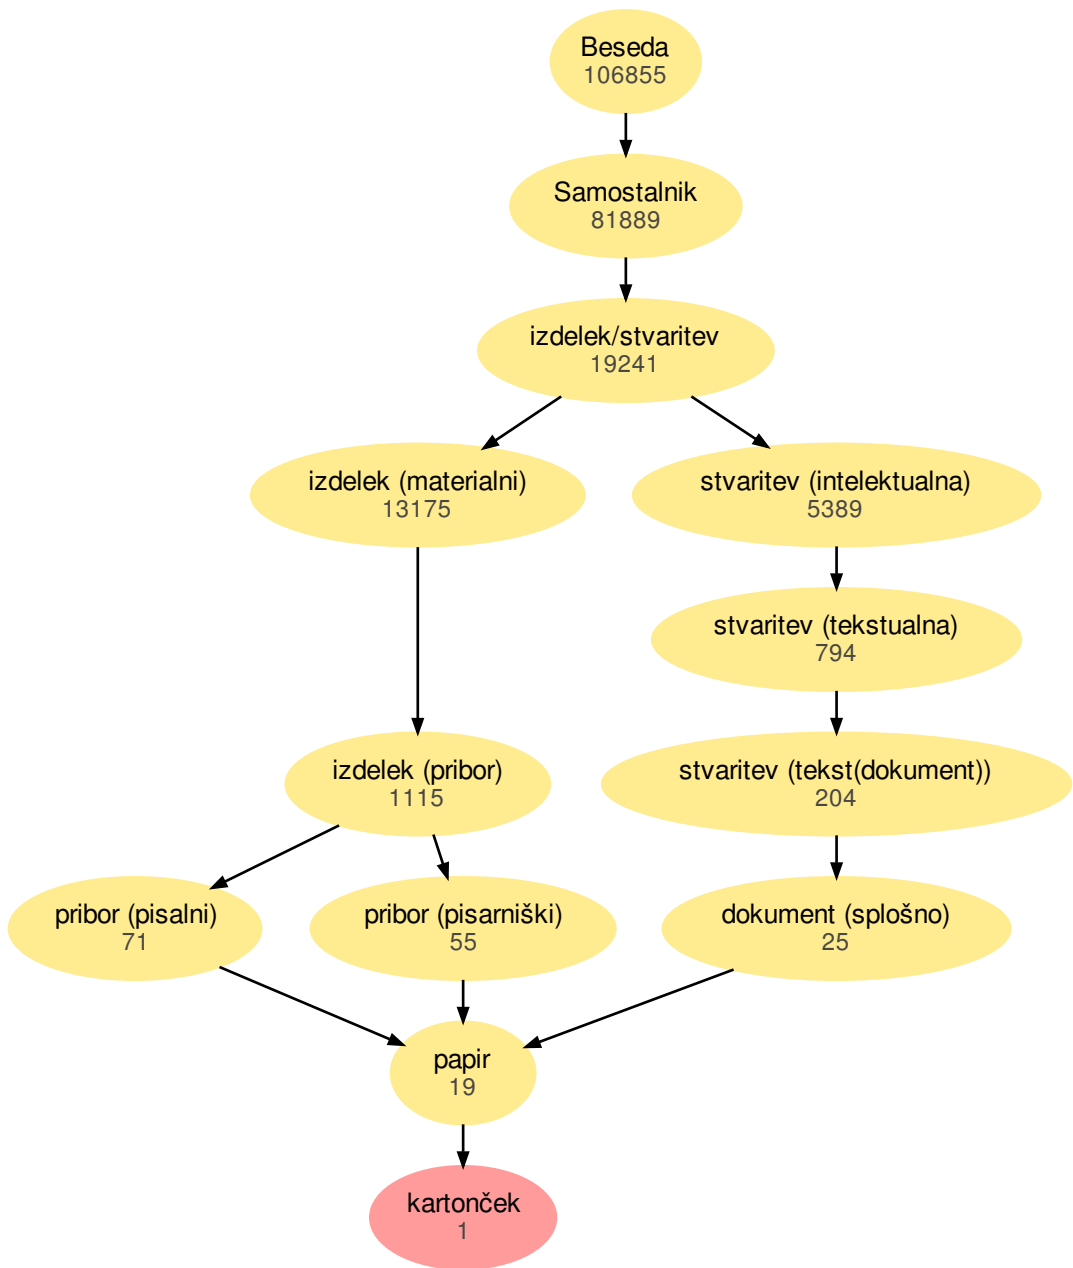 Beseda
106855
Samostalnik
81889
izdelek/stvaritev
19241
izdelek (materialni)
13175
stvaritev (intelektualna)
5389
stvaritev (tekstualna)
794
izdelek (pribor)
1115
stvaritev (tekst(dokument))
204
pribor (pisalni)
71
pribor (pisarniški)
55
dokument (splošno)
25
papir
19
kartonček
1